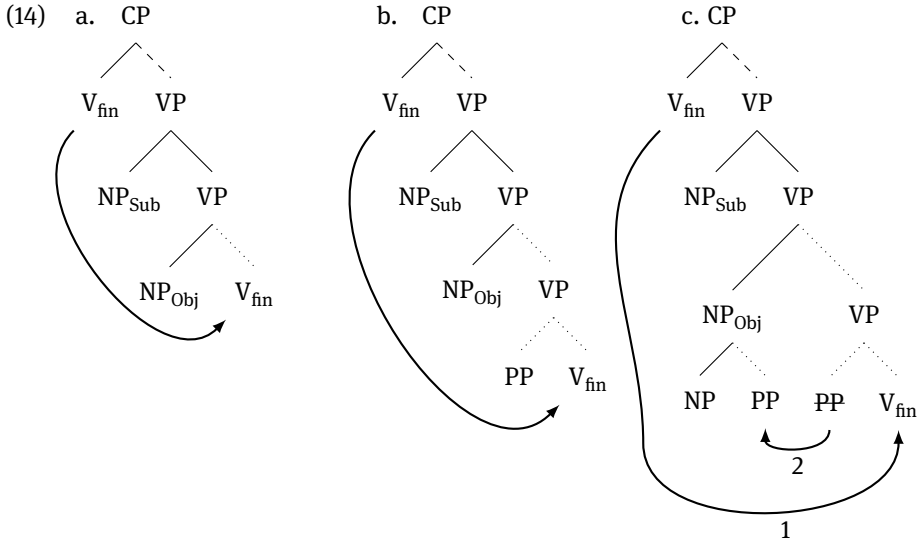 (14) a. CP b. CP c. CP
V_fin VP V_fin VP V_fin VP
NP_Sub VP NP_Sub VP NP_Sub VP
NP_Obj V_fin NP_Obj VP NP_Obj VP
PP V_fin NP PP PP V_fin
2
1